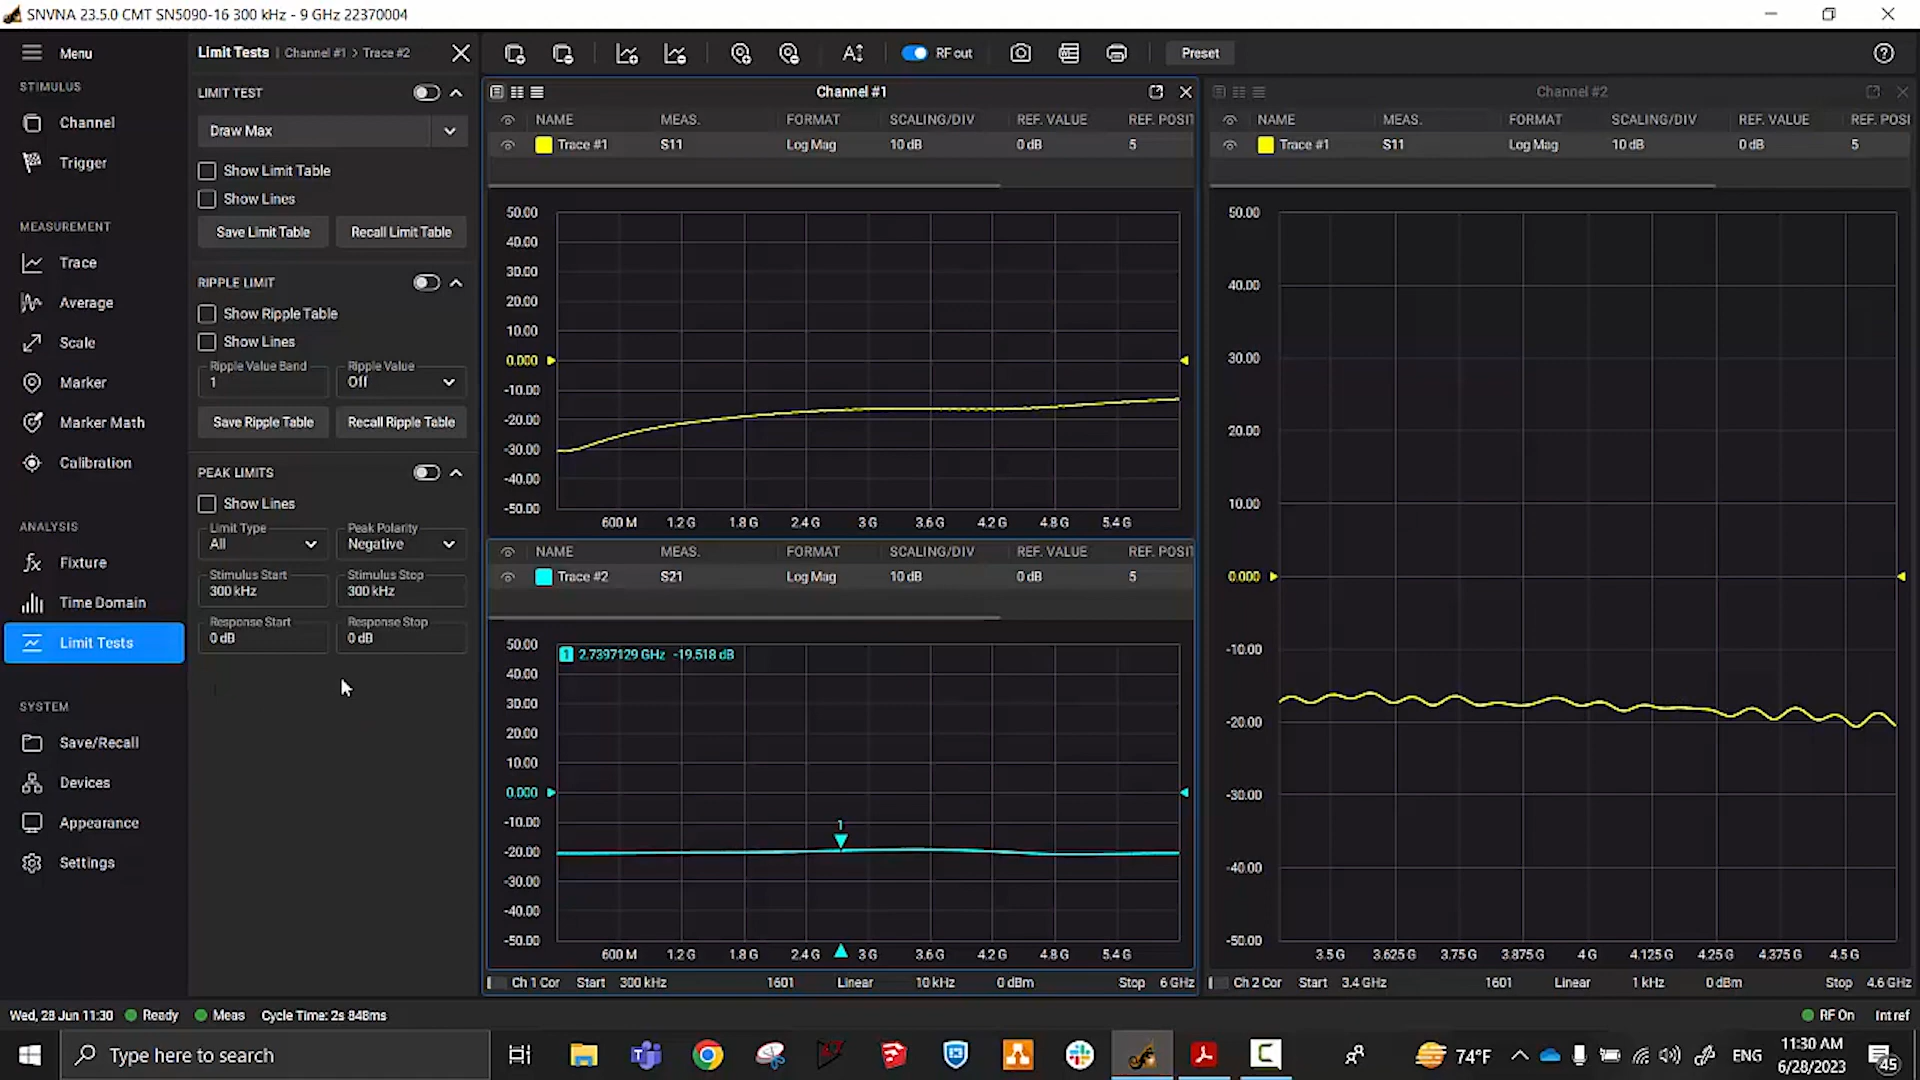 SNVNA 23.5.0 CMT SN5090-16 300 kHz - 9 GHz 22370004
Menu
STIMULUS
Channel
Trigger
MEASUREMENT
Trace
Average
Scale
Marker
Marker Math
Calibration
ANALYSIS
Fixture
Time Domain
Limit Tests
SYSTEM
Save/Recall
Devices
Appearance
Settings
Limit Tests | Channel #1 > Trace #2
LIMIT TEST
Draw Max
Show Limit Table
Show Lines
Save Limit Table Recall Limit Table
RIPPLE LIMIT
Show Ripple Table
Show Lines
Ripple Value Band Ripple Value
1 Off
Save Ripple Table Recall Ripple Table
PEAK LIMITS
Show Lines
Limit Type Peak Polarity
All Negative
Stimulus Start Stimulus Stop
300 kHz 300 kHz
Response Start Response Stop
0 dB 0 dB
RF out Preset
Channel #1
NAME MEAS. FORMAT SCALING/DIV REF. VALUE REF. POSIT
Trace #1 S11 Log Mag 10 dB 0 dB 5
50.00
40.00
30.00
20.00
10.00
0.000
-10.00
-20.00
-30.00
-40.00
-50.00
600 M 1.2 G 1.8 G 2.4 G 3 G 3.6 G 4.2 G 4.8 G 5.4 G
NAME MEAS. FORMAT SCALING/DIV REF. VALUE REF. POSIT
Trace #2 S21 Log Mag 10 dB 0 dB 5
1 2.7397129 GHz -19.518 dB
50.00
40.00
30.00
20.00
10.00
0.000
-10.00
-20.00
-30.00
-40.00
-50.00
1
600 M 1.2 G 1.8 G 2.4 G 3 G 3.6 G 4.2 G 4.8 G 5.4 G
Ch 1 Cor Start 300 kHz 1601 Linear 10 kHz 0 dBm Stop 6 GHz
Channel #2
NAME MEAS. FORMAT SCALING/DIV REF. VALUE REF. POSI
Trace #1 S11 Log Mag 10 dB 0 dB 5
50.00
40.00
30.00
20.00
10.00
0.000
-10.00
-20.00
-30.00
-40.00
-50.00
3.5 G 3.625 G 3.75 G 3.875 G 4 G 4.125 G 4.25 G 4.375 G 4.5 G
Ch 2 Cor Start 3.4 GHz 1601 Linear 1 kHz 0 dBm Stop 4.6 GHz
Wed, 28 Jun 11:30 Ready Meas Cycle Time: 2s 848ms RF On Int ref
Type here to search 74°F ENG 11:30 AM
6/28/2023 45